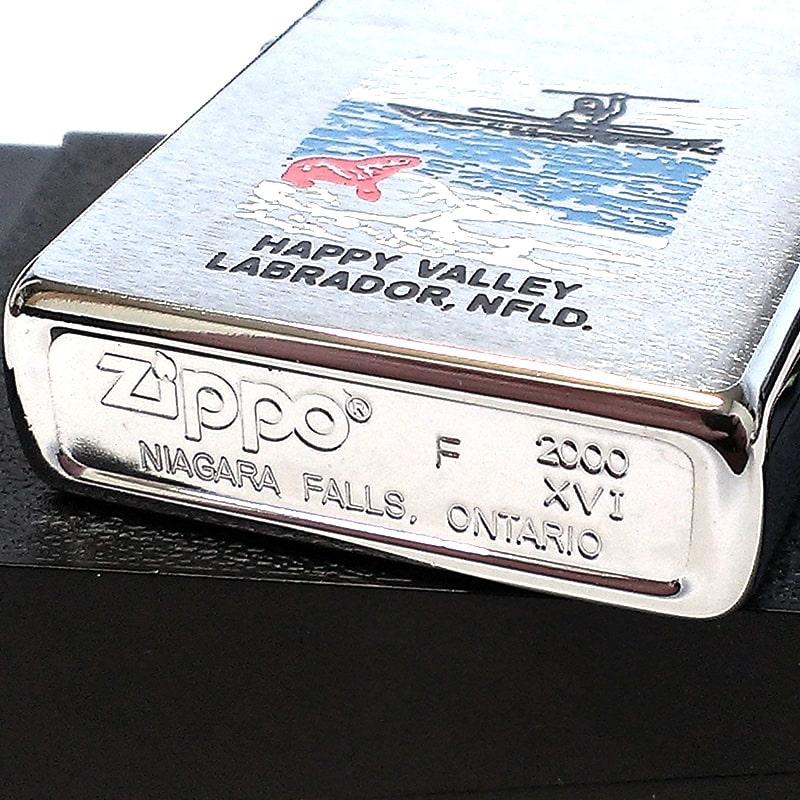 HAPPY VALLEY
LABRADOR, NFLD.
Zippo® F 2000
XVI
NIAGARA FALLS, ONTARIO